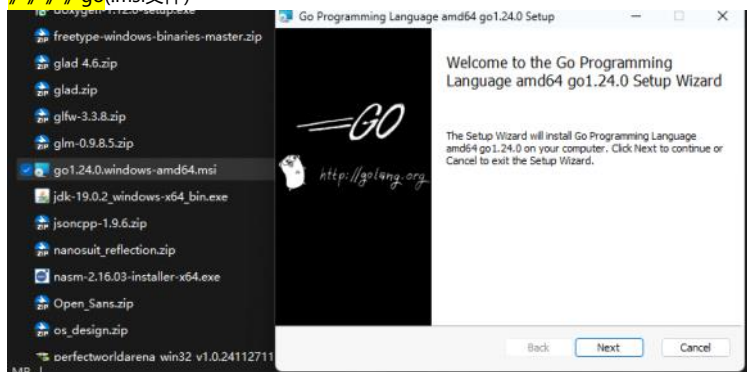 go(.msi文件)
doxygen-1.12.0-setup.exe
freetype-windows-binaries-master.zip
glad 4.6.zip
glad.zip
glfw-3.3.8.zip
glm-0.9.8.5.zip
go1.24.0.windows-amd64.msi
jdk-19.0.2_windows-x64_bin.exe
jsoncpp-1.9.6.zip
nanosuit_reflection.zip
nasm-2.16.03-installer-x64.exe
Open_Sans.zip
os_design.zip
perfectworldarena win32 v1.0.24112711
Go Programming Language amd64 go1.24.0 Setup
GO
http://golang.org
Welcome to the Go Programming
Language amd64 go1.24.0 Setup Wizard
The Setup Wizard will install Go Programming Language
amd64 go1.24.0 on your computer. Click Next to continue or
Cancel to exit the Setup Wizard.
Back
Next
Cancel